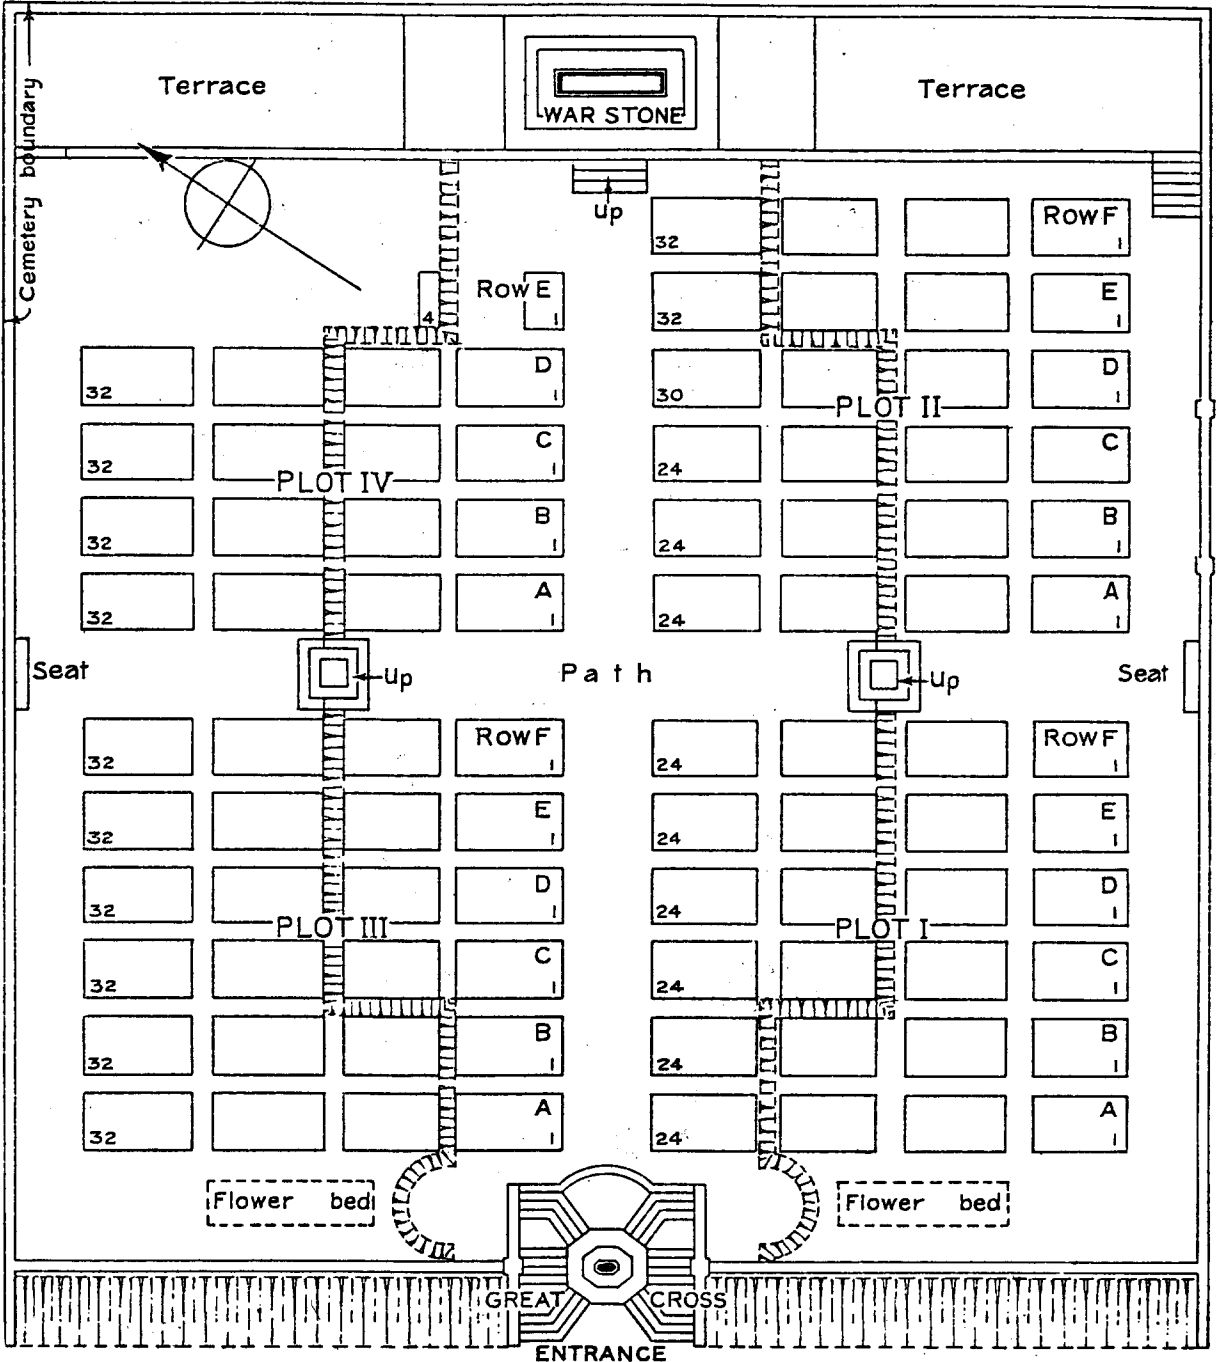 Terrace
WAR STONE
Terrace
Cemetery boundary
up
32
Row F
1
4
Row E
1
32
E
1
32
D
1
30
PLOT II
D
1
32
C
1
24
C
1
PLOT IV
32
B
1
24
B
1
32
A
1
24
A
1
Seat
up
Path
up
Seat
32
Row F
1
24
Row F
1
32
E
1
24
E
1
32
D
1
24
D
1
PLOT III
PLOT I
32
C
1
24
C
1
32
B
1
24
B
1
32
A
1
24
A
1
Flower bed
Flower bed
GREAT CROSS
ENTRANCE